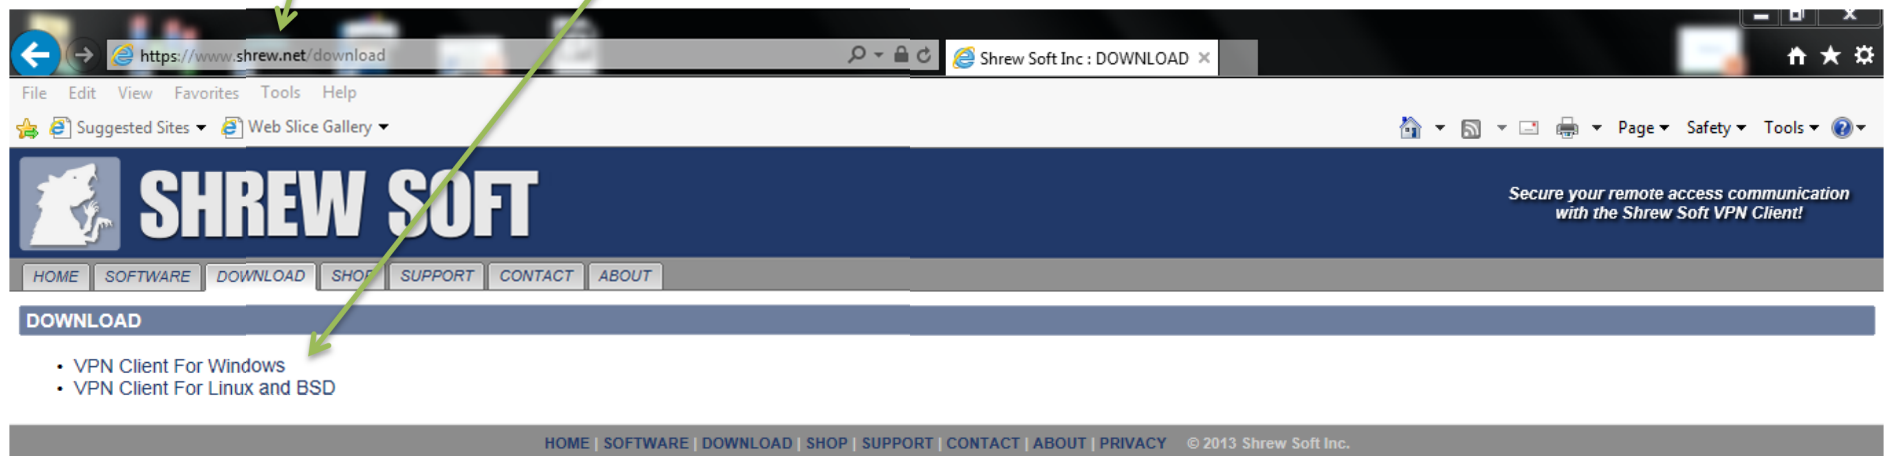 https://www.shrew.net/download
Shrew Soft Inc : DOWNLOAD
File Edit View Favorites Tools Help
Suggested Sites Web Slice Gallery
Page Safety Tools
SHREW SOFT
Secure your remote access communication
with the Shrew Soft VPN Client!
HOME SOFTWARE DOWNLOAD SHOP SUPPORT CONTACT ABOUT
DOWNLOAD
• VPN Client For Windows
• VPN Client For Linux and BSD
HOME | SOFTWARE | DOWNLOAD | SHOP | SUPPORT | CONTACT | ABOUT | PRIVACY © 2013 Shrew Soft Inc.